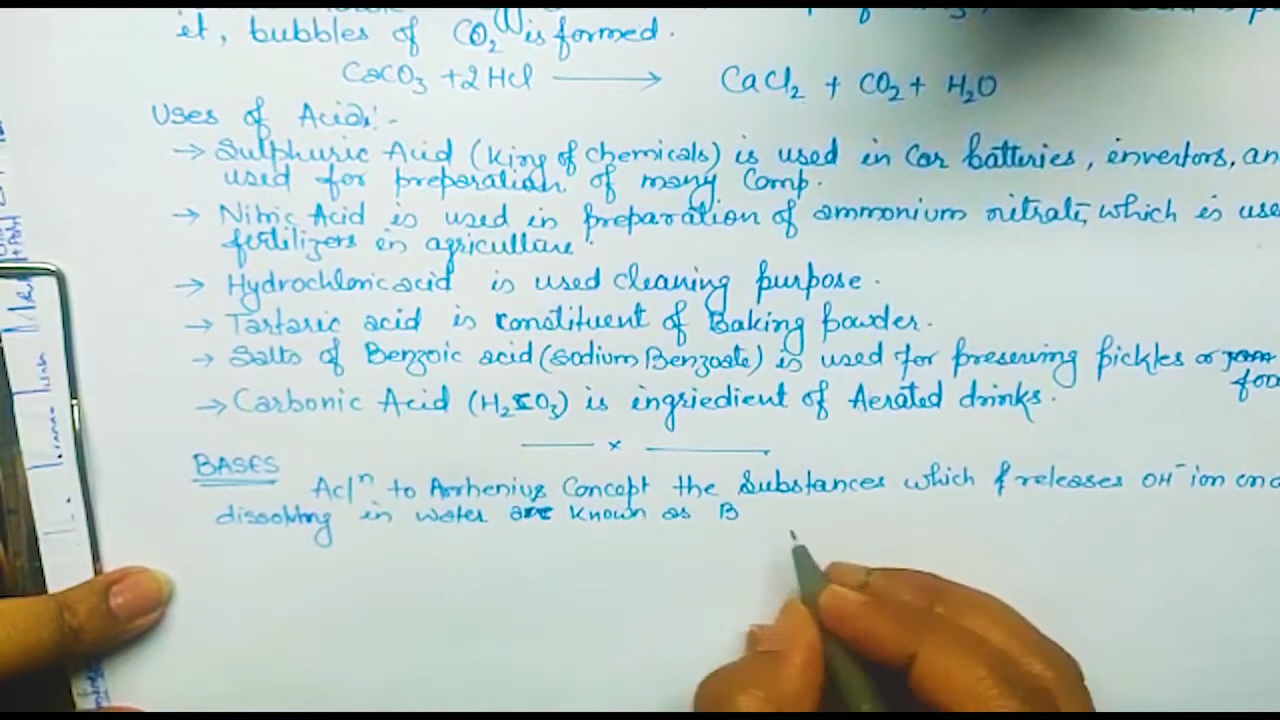 it, bubbles of CO2 is formed.
CaCO3 + 2HCl ⟶ CaCl2 + CO2 + H2O
Uses of Acid:-
→ Sulphuric Acid (King of chemicals) is used in Car batteries, invertors, an
used for preparation of many Comp.
→ Nitric Acid is used in preparation of ammonium nitrate, which is use
fertilizers in agriculture.
→ Hydrochloric acid is used cleaning purpose.
→ Tartaric acid is constituent of Baking powder.
→ Salts of Benzoic acid (Sodium Benzoate) is used for preserving pickles or
foo
→ Carbonic Acid (H2CO3) is ingriedient of Aerated drinks.
x
BASES
Acln to Arrhenius Concept the Substances which releases OH- ion on
dissolving in water are known as B